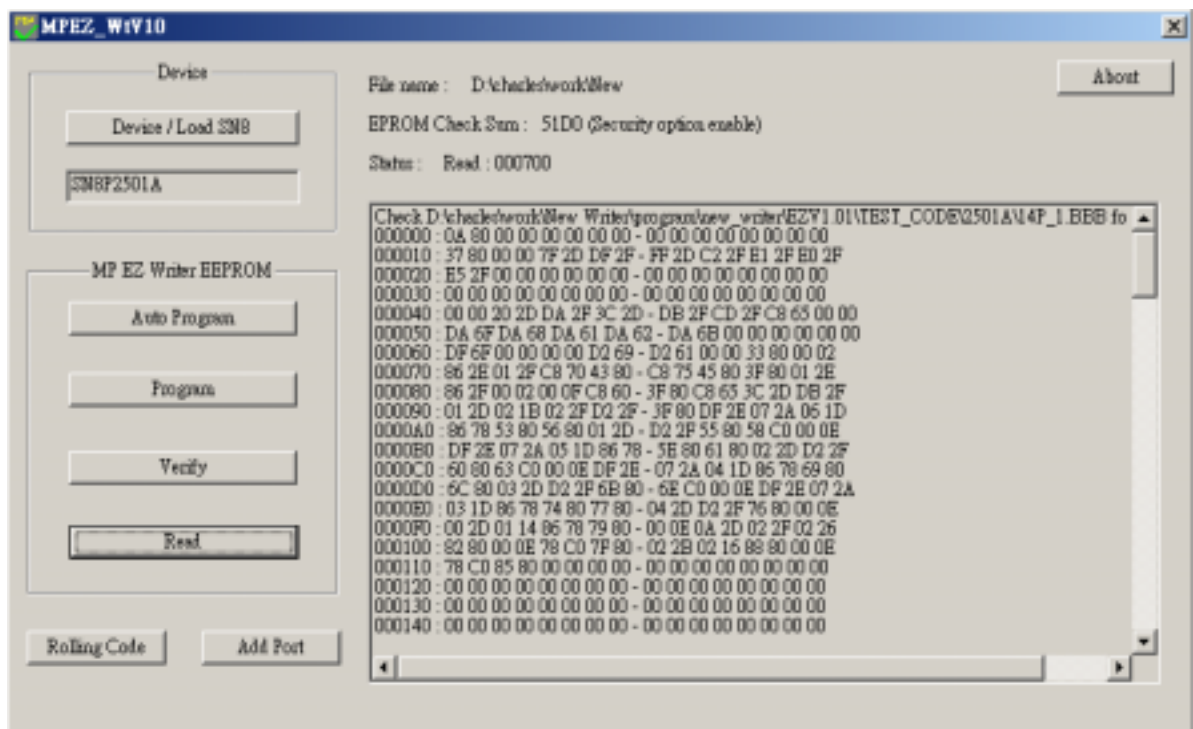 MPEZ_WtV10
Device
Device / Load SN8
SN8P2501A
MP EZ Writer EEPROM
Auto Program
Program
Verify
Read
Rolling Code
Add Port
File name : D:\charles\work\New
About
EPROM Check Sum : 51D0 (Security option enable)
Status : Read : 000700
Check D:\charles\work\New Writer\program\new_writer\EZV1.01\TEST_CODE\2501A\14P_1.BBB fo
000000 : 0A 80 00 00 00 00 00 00 - 00 00 00 00 00 00 00 00
000010 : 37 80 00 00 7F 2D DF 2F - FF 2D C2 2F E1 2F E0 2F
000020 : E5 2F 00 00 00 00 00 00 - 00 00 00 00 00 00 00 00
000030 : 00 00 00 00 00 00 00 00 - 00 00 00 00 00 00 00 00
000040 : 00 00 20 2D DA 2F 3C 2D - DB 2F CD 2F C8 65 00 00
000050 : DA 6F DA 68 DA 61 DA 62 - DA 6B 00 00 00 00 00 00
000060 : DF 6F 00 00 00 00 D2 69 - D2 61 00 00 33 80 00 02
000070 : 86 2E 01 2F C8 70 43 80 - C8 75 45 80 3F 80 01 2E
000080 : 86 2F 00 02 00 0F C8 60 - 3F 80 C8 65 3C 2D DB 2F
000090 : 01 2D 02 1B 02 2F D2 2F - 3F 80 DF 2E 07 2A 06 1D
0000A0 : 86 78 53 80 56 80 01 2D - D2 2F 55 80 58 C0 00 0E
0000B0 : DF 2E 07 2A 05 1D 86 78 - 5E 80 61 80 02 2D D2 2F
0000C0 : 60 80 63 C0 00 0E DF 2E - 07 2A 04 1D 86 78 69 80
0000D0 : 6C 80 03 2D D2 2F 6B 80 - 6E C0 00 0E DF 2E 07 2A
0000E0 : 03 1D 86 78 74 80 77 80 - 04 2D D2 2F 76 80 00 0E
0000F0 : 00 2D 01 14 86 78 79 80 - 00 0E 0A 2D 02 2F 02 26
000100 : 82 80 00 0E 78 C0 7F 80 - 02 2B 02 16 88 80 00 0E
000110 : 78 C0 85 80 00 00 00 00 - 00 00 00 00 00 00 00 00
000120 : 00 00 00 00 00 00 00 00 - 00 00 00 00 00 00 00 00
000130 : 00 00 00 00 00 00 00 00 - 00 00 00 00 00 00 00 00
000140 : 00 00 00 00 00 00 00 00 - 00 00 00 00 00 00 00 00